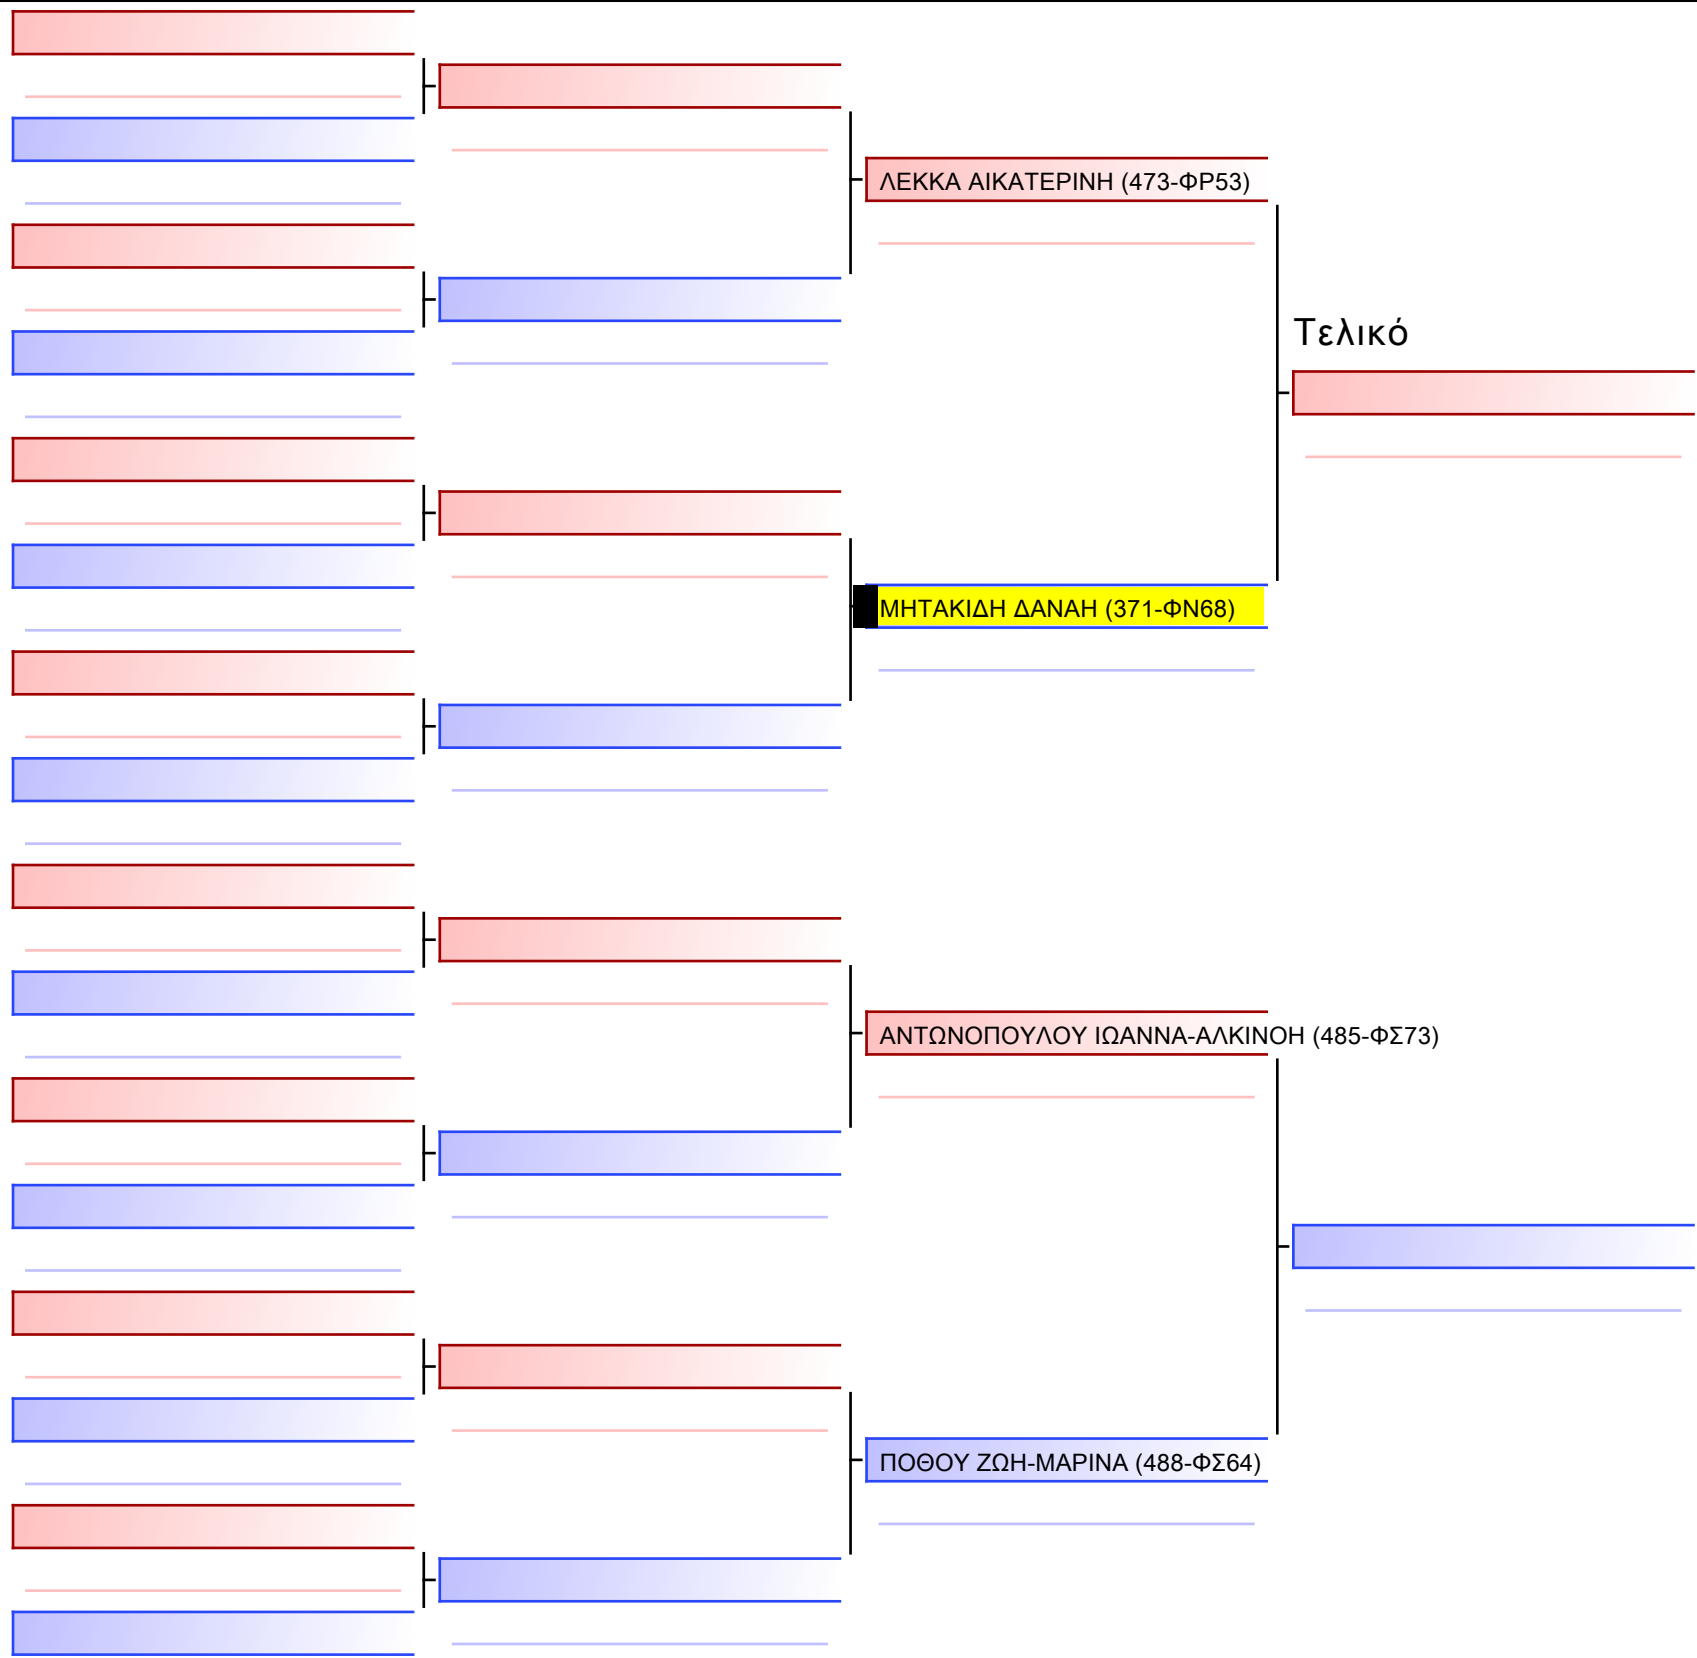 ΛΕΚΚΑ ΑΙΚΑΤΕΡΙΝΗ (473-ΦΡ53)
Τελικό
ΜΗΤΑΚΙΔΗ ΔΑΝΑΗ (371-ΦΝ68)
ΑΝΤΩΝΟΠΟΥΛΟΥ ΙΩΑΝΝΑ-ΑΛΚΙΝΟΗ (485-ΦΣ73)
ΠΟΘΟΥ ΖΩΗ-ΜΑΡΙΝΑ (488-ΦΣ64)